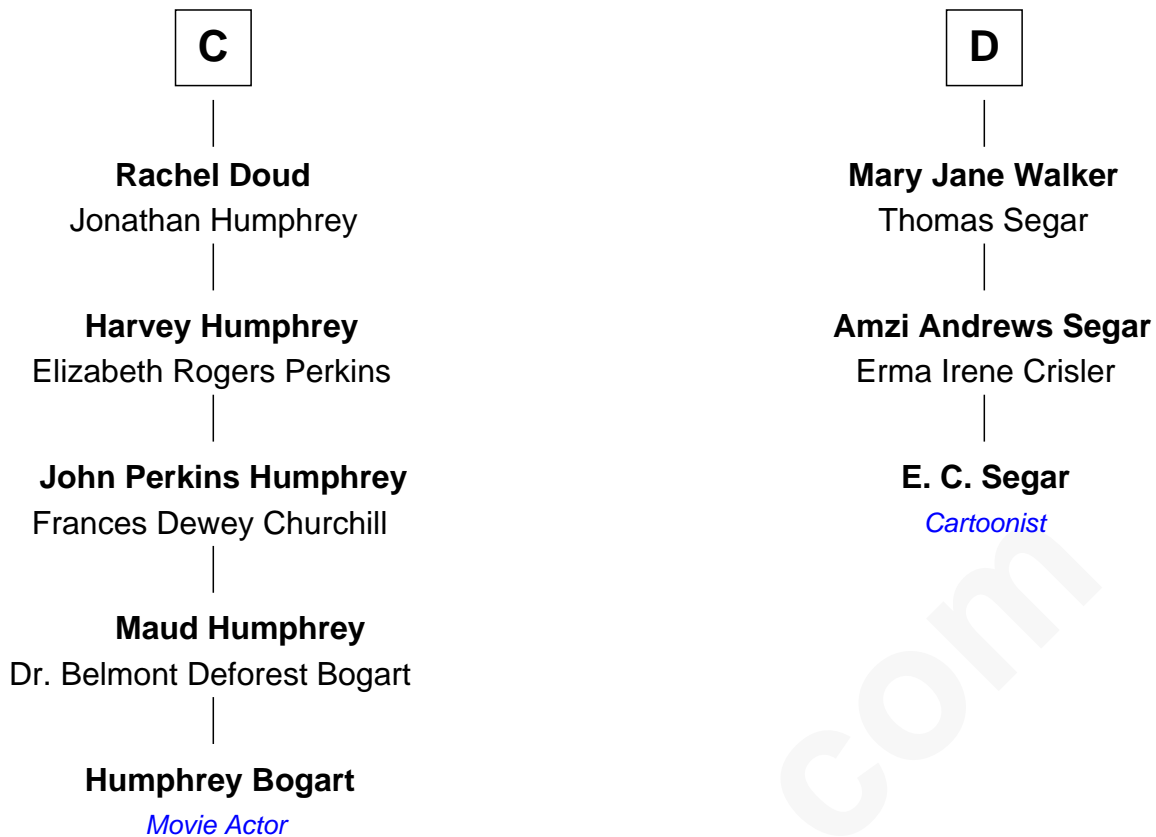 C
Rachel Doud
Jonathan Humphrey
Harvey Humphrey
Elizabeth Rogers Perkins
John Perkins Humphrey
Frances Dewey Churchill
Maud Humphrey
Dr. Belmont Deforest Bogart
Humphrey Bogart
Movie Actor
D
Mary Jane Walker
Thomas Segar
Amzi Andrews Segar
Erma Irene Crisler
E. C. Segar
Cartoonist
com